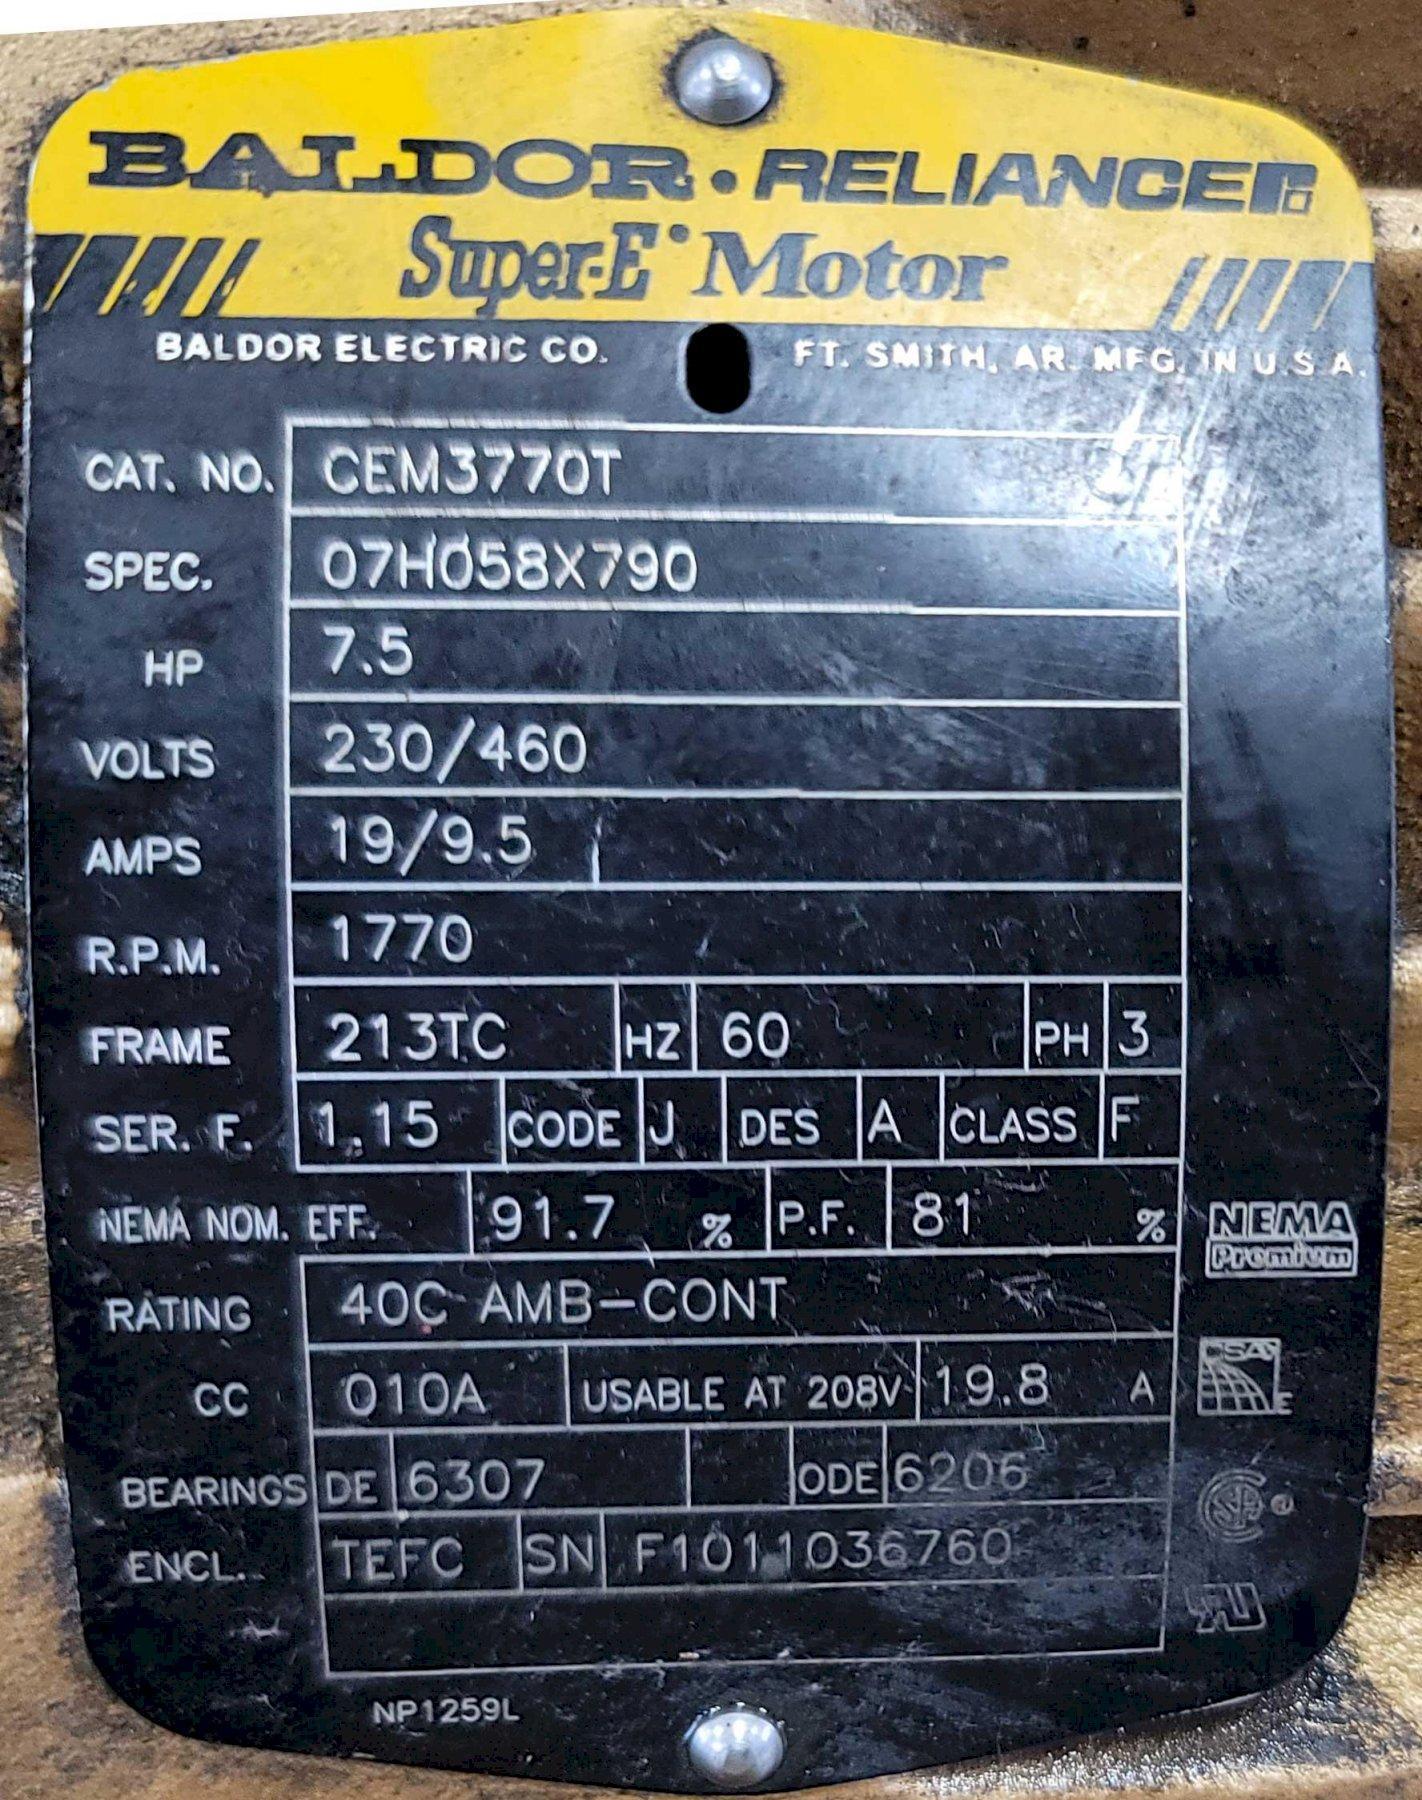 BALDOR • RELIANCER
Super-E® Motor
BALDOR ELECTRIC CO. FT. SMITH, AR. MFG. IN U.S.A.
CAT. NO. CEM3770T
SPEC. 07H058X790
HP 7.5
VOLTS 230/460
AMPS 19/9.5
R.P.M. 1770
FRAME 213TC HZ 60 PH 3
SER. F. 1.15 CODE J DES A CLASS F
NEMA NOM. EFF. 91.7 % P.F. 81 % NEMA
Premium
RATING 40C AMB-CONT
CC 010A USABLE AT 208V 19.8 A
BEARINGS DE 6307 ODE 6206
ENCL. TEFC SN F1011036760
NP1259L